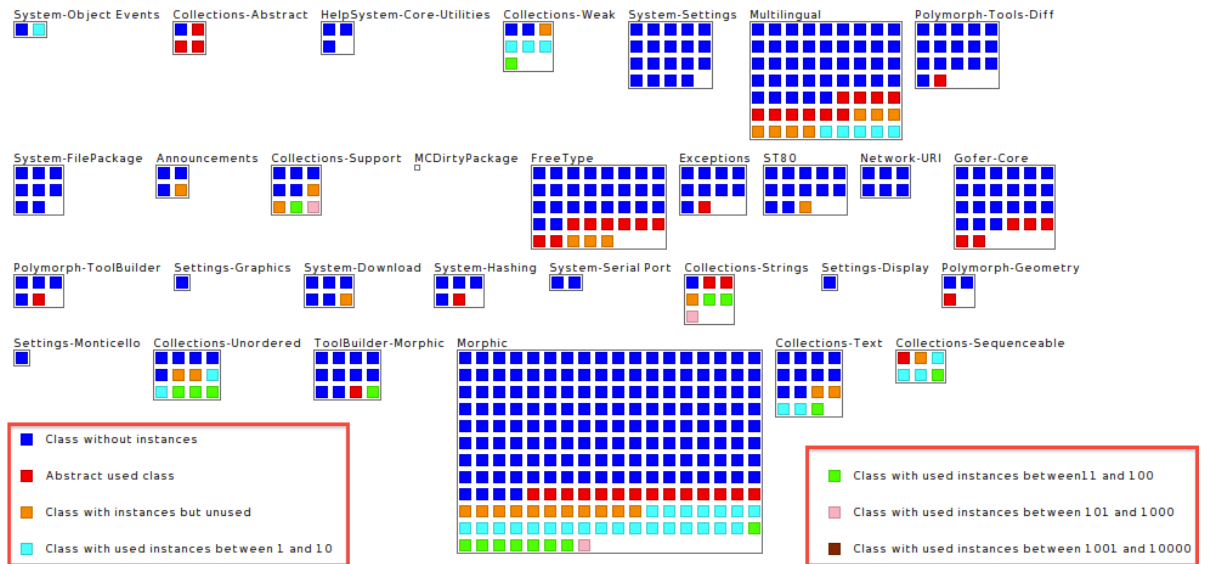 System-Object Events
Collections-Abstract
HelpSystem-Core-Utilities
Collections-Weak
System-Settings
Multilingual
Polymorph-Tools-Diff
System-FilePackage
Announcements
Collections-Support
MCDirtyPackage
FreeType
Exceptions
ST80
Network-URI
Gofer-Core
Polymorph-ToolBuilder
Settings-Graphics
System-Download
System-Hashing
System-Serial Port
Collections-Strings
Settings-Display
Polymorph-Geometry
Settings-Monticello
Collections-Unordered
ToolBuilder-Morphic
Morphic
Collections-Text
Collections-Sequenceable
Class without instances
Abstract used class
Class with instances but unused
Class with used instances between 1 and 10
Class with used instances between11 and 100
Class with used instances between 101 and 1000
Class with used instances between 1001 and 10000